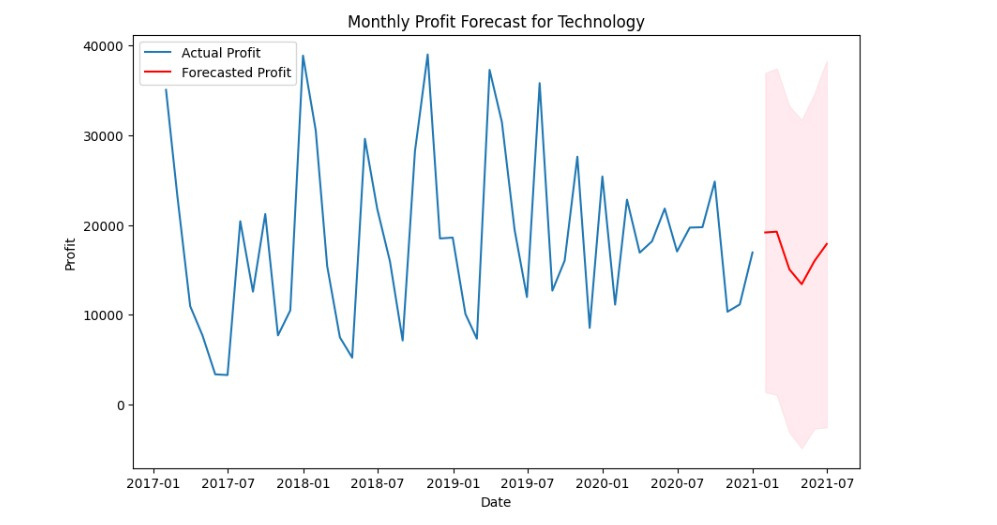 Monthly Profit Forecast for Technology
Actual Profit
Forecasted Profit
40000
30000
20000
10000
0
Profit
2017-01 2017-07 2018-01 2018-07 2019-01 2019-07 2020-01 2020-07 2021-01 2021-07
Date